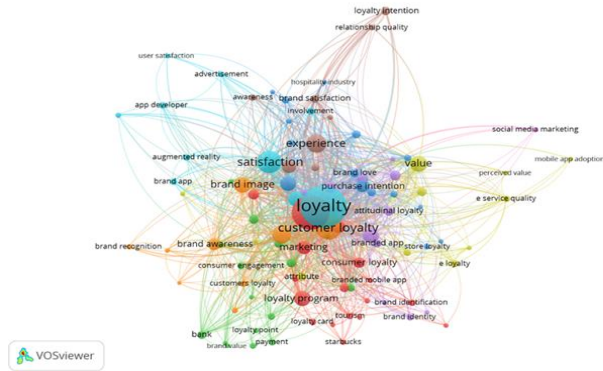 loyalty intention
relationship quality
user satisfaction
advertisement
hospitality industry
awareness
brand satisfaction
app developer
involvement
social media marketing
experience
augmented reality
satisfaction
value
mobile app adoption
brand love
perceived value
brand app
brand image
purchase intention
e service quality
loyalty
attitudinal loyalty
customer loyalty
brand recognition
brand awareness
marketing
branded app
store loyalty
consumer engagement
consumer loyalty
e loyalty
attribute
branded mobile app
customers loyalty
loyalty program
brand identification
loyalty card
tourism
brand identity
bank
loyaltypoint
brand value
payment
starbucks
VOSviewer